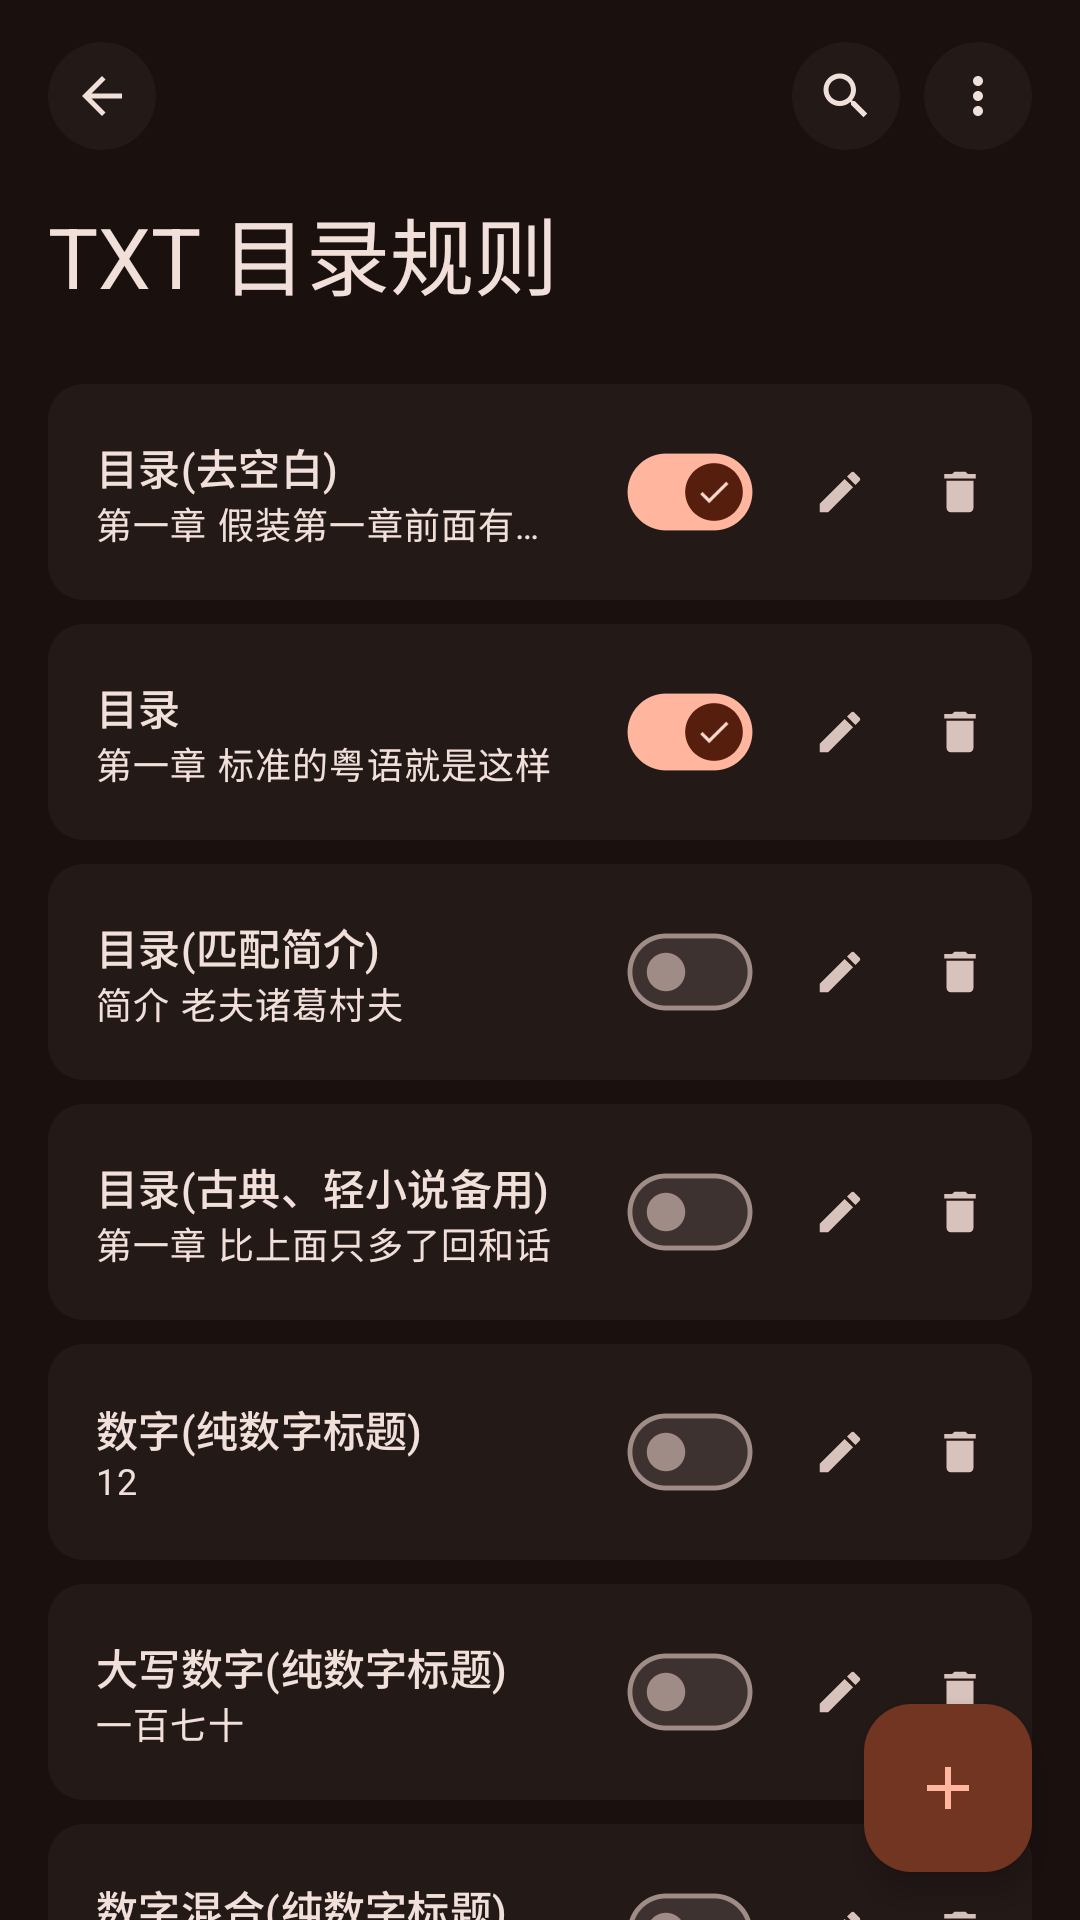 TXT 目录规则
目录(去空白)
第一章 假装第一章前面有…
目录
第一章 标准的粤语就是这样
目录(匹配简介)
简介 老夫诸葛村夫
目录(古典、轻小说备用)
第一章 比上面只多了回和话
数字(纯数字标题)
12
大写数字(纯数字标题)
一百七十
数字混合(纯数字标题)